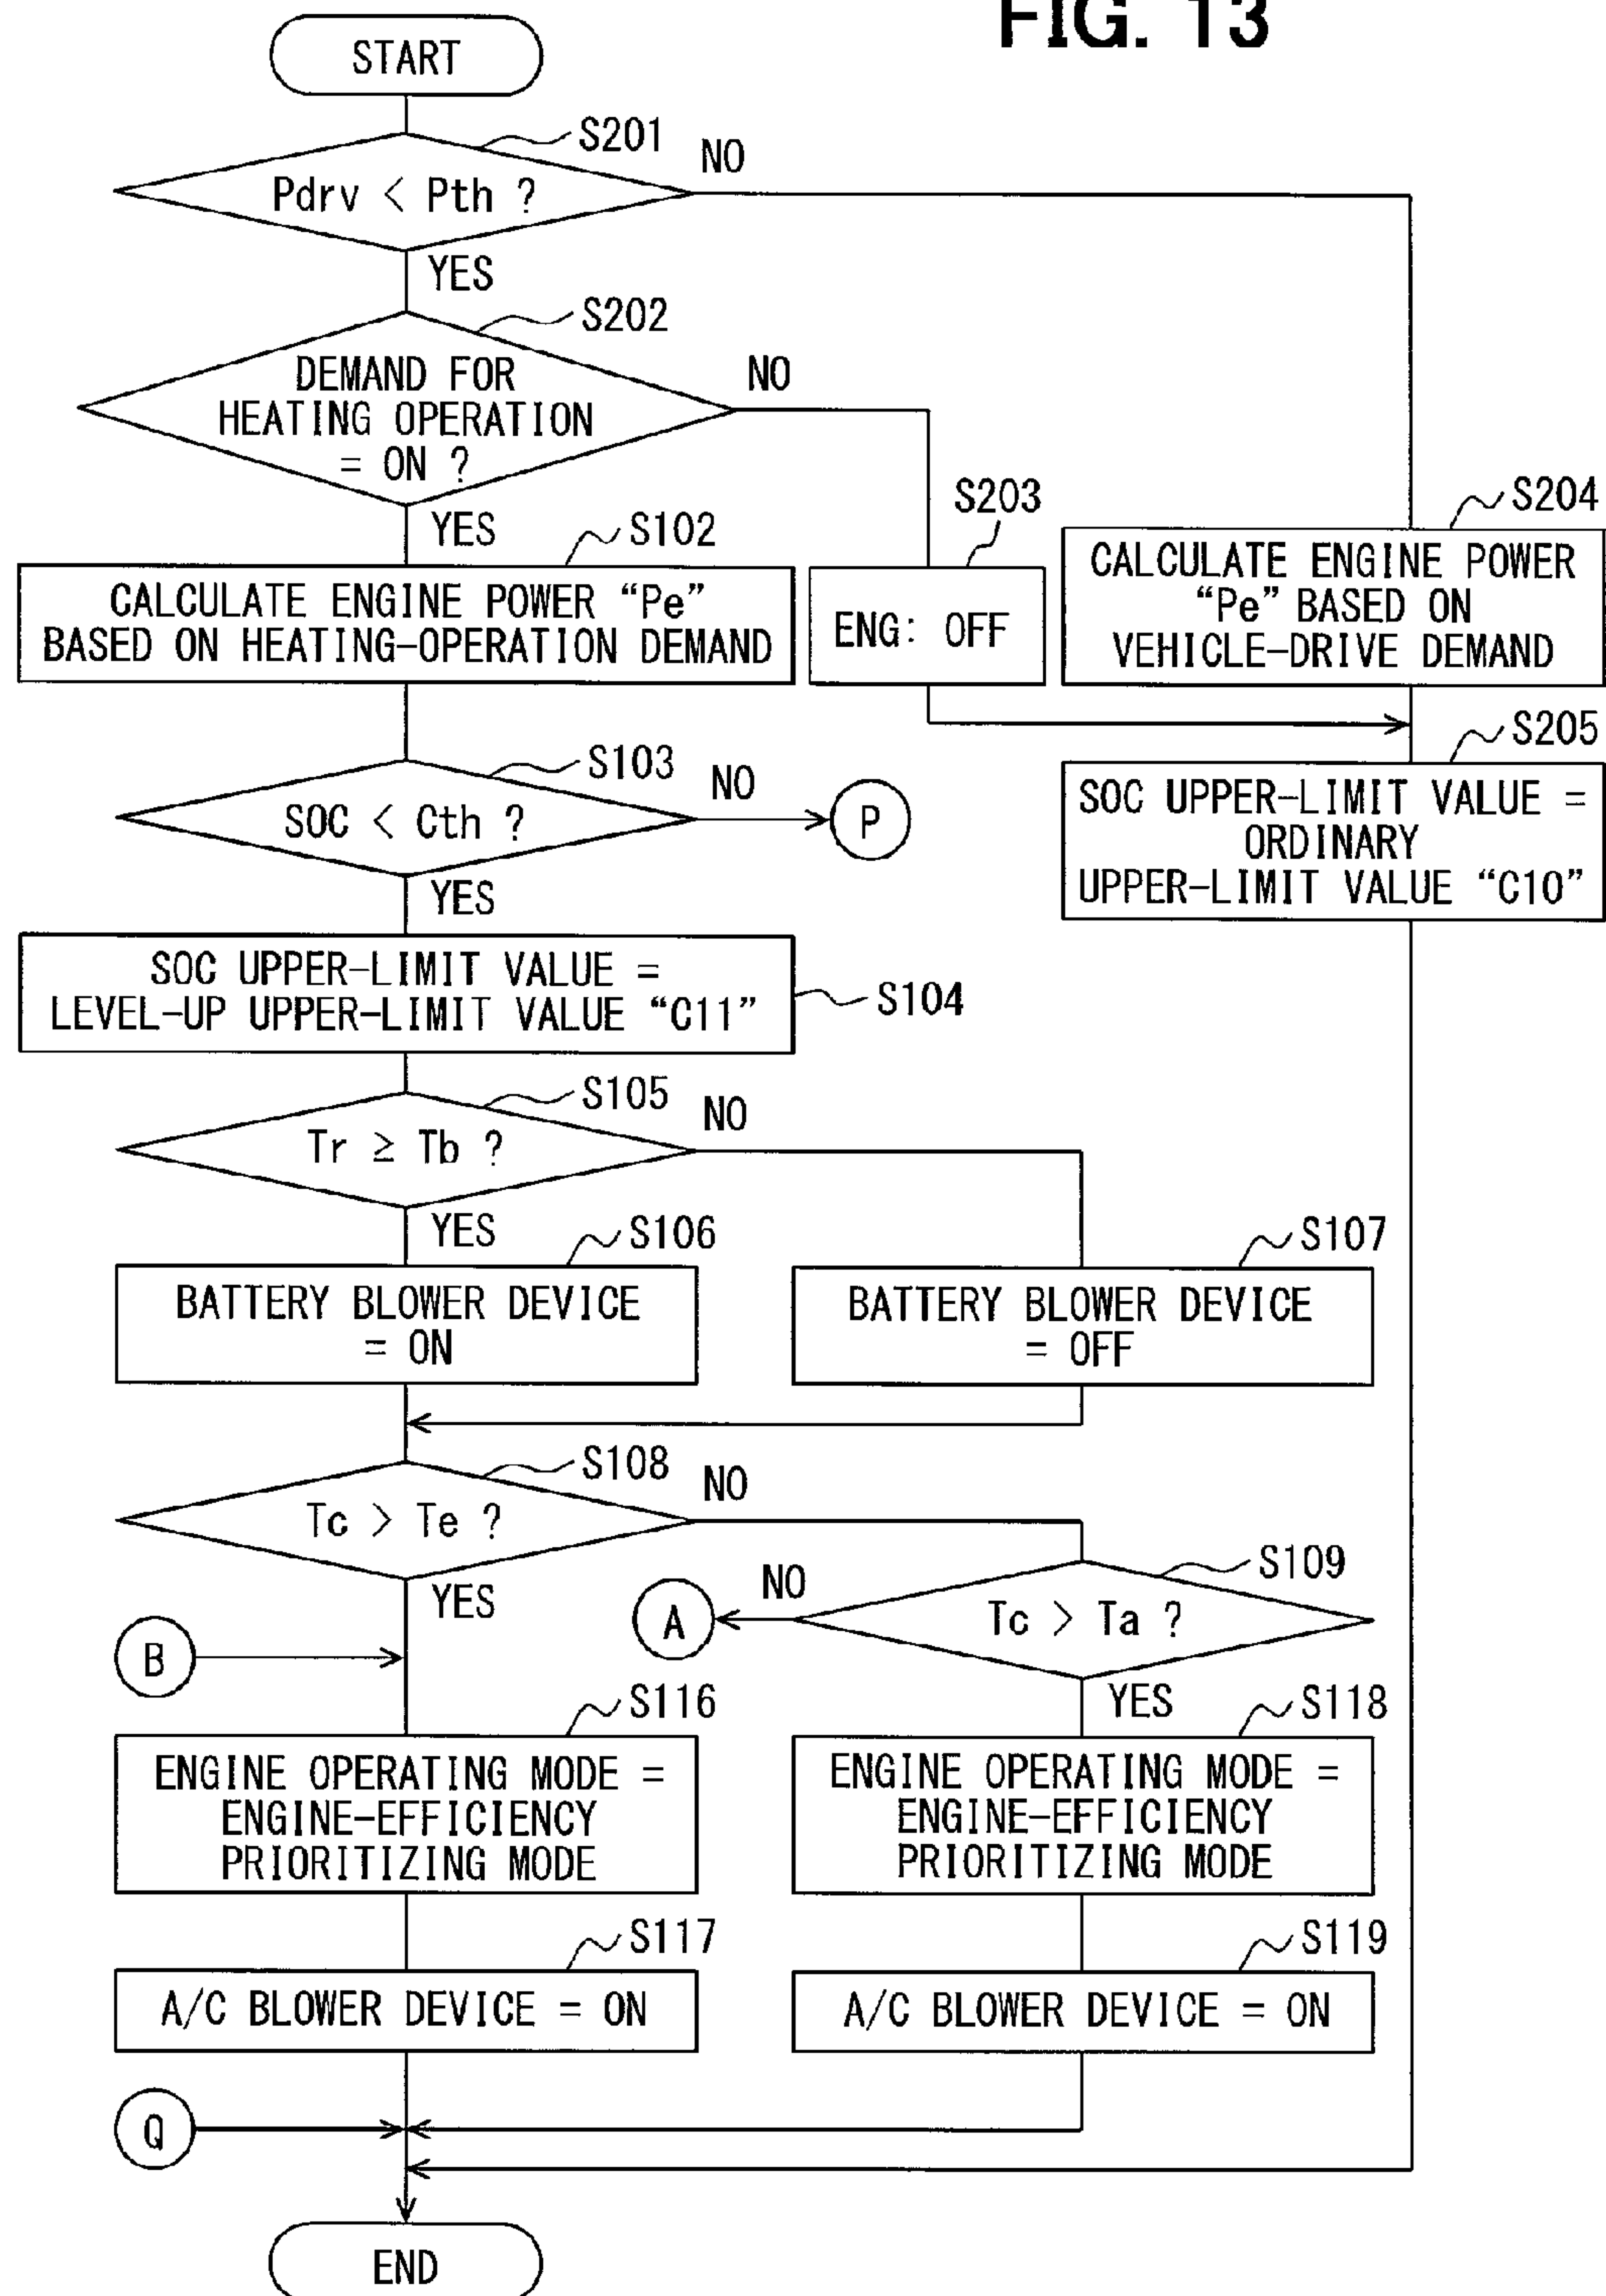 FIG. 13
START
S201
NO
Pdrv < Pth ?
YES
S202
DEMAND FOR
HEATING OPERATION
= ON ?
NO
YES
S102
CALCULATE ENGINE POWER “Pe”
BASED ON HEATING-OPERATION DEMAND
S203
ENG: OFF
S204
CALCULATE ENGINE POWER
“Pe” BASED ON
VEHICLE-DRIVE DEMAND
S103
NO
SOC < Cth ?
P
YES
S205
SOC UPPER-LIMIT VALUE =
ORDINARY
UPPER-LIMIT VALUE “C10”
SOC UPPER-LIMIT VALUE =
LEVEL-UP UPPER-LIMIT VALUE “C11”
S104
S105
NO
Tr ≥ Tb ?
YES
S106
BATTERY BLOWER DEVICE
= ON
S107
BATTERY BLOWER DEVICE
= OFF
S108
NO
Tc > Te ?
YES
S109
NO
Tc > Ta ?
A
YES
B
S116
ENGINE OPERATING MODE =
ENGINE-EFFICIENCY
PRIORITIZING MODE
S118
ENGINE OPERATING MODE =
ENGINE-EFFICIENCY
PRIORITIZING MODE
S117
A/C BLOWER DEVICE = ON
S119
A/C BLOWER DEVICE = ON
Q
END